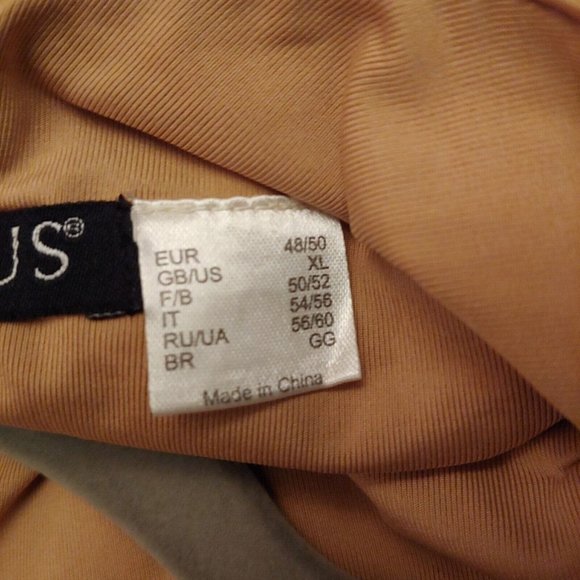 US®
EUR 48/50
GB/US XL
F/B 50/52
IT 54/56
RU/UA 56/60
BR GG
Made in China